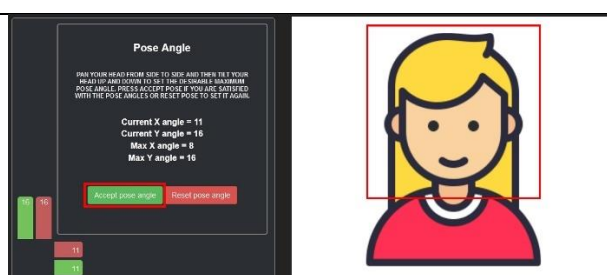 Pose Angle
PAN YOUR HEAD FROM SIDE TO SIDE AND THEN TILT YOUR
HEAD UP AND DOWN TO SET THE DESIRABLE MAXIMUM
POSE ANGLE. PRESS ACCEPT POSE IF YOU ARE SATISFIED
WITH THE POSE ANGLES OR RESET POSE TO SET IT AGAIN.
Current X angle = 11
Current Y angle = 16
Max X angle = 8
Max Y angle = 16
Accept pose angle Reset pose angle
16 16
11
11